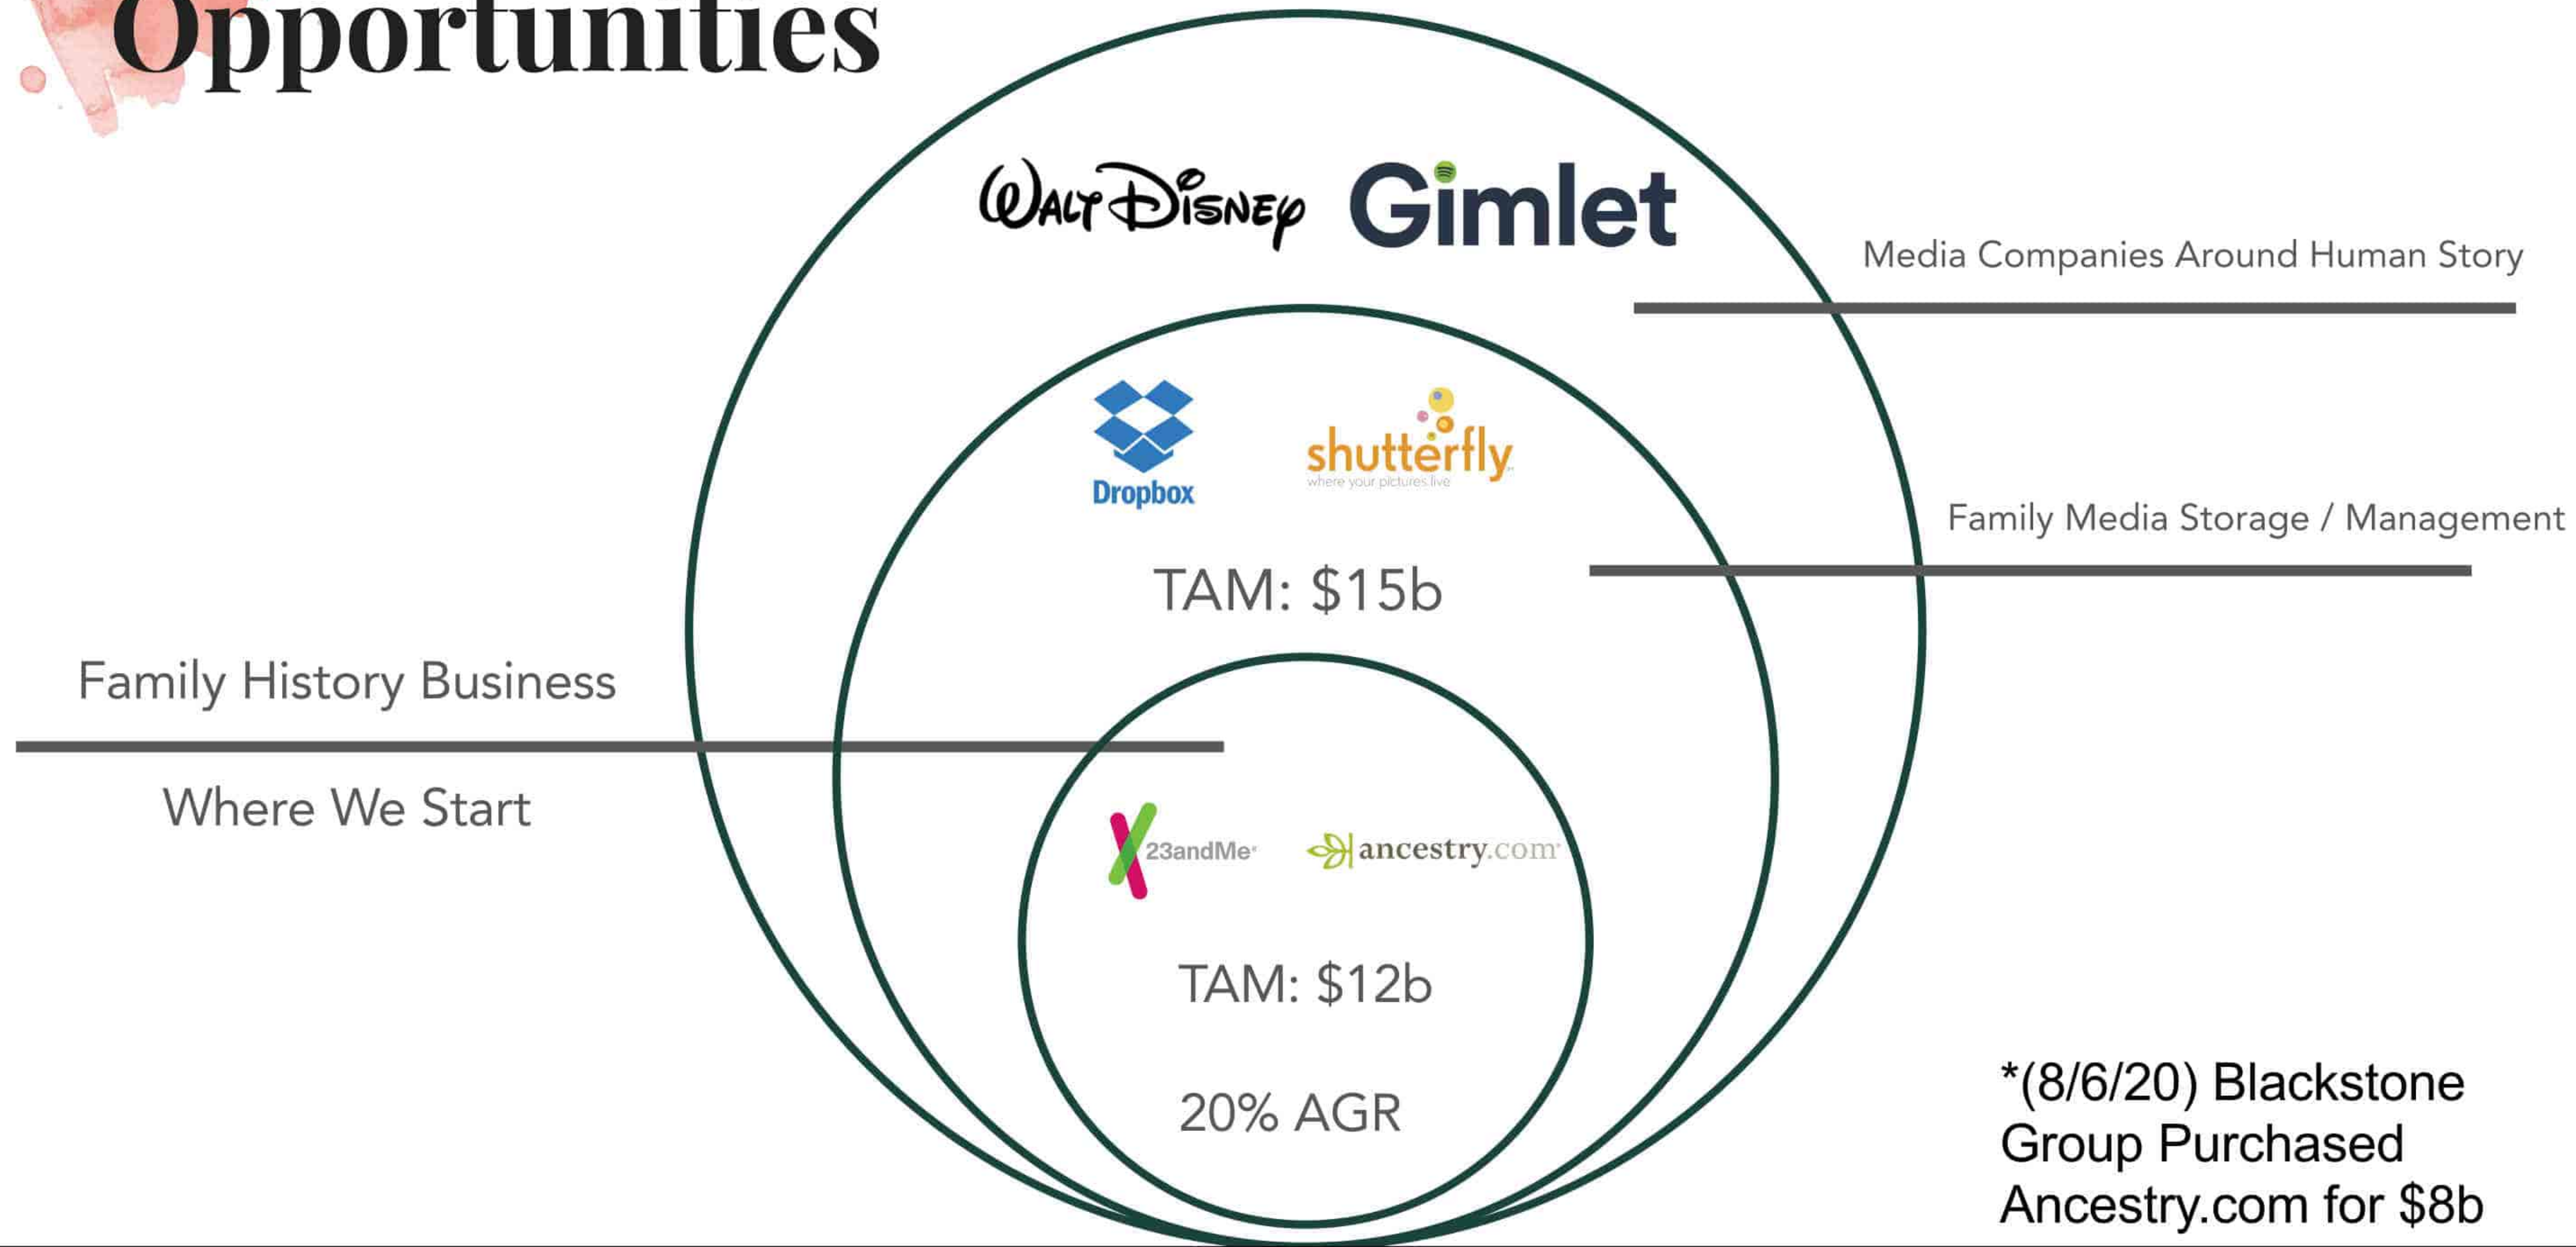 Opportunities
WALT DISNEY
Gimlet
Media Companies Around Human Story
Dropbox
shutterfly
where your pictures live
Family Media Storage / Management
TAM: $15b
Family History Business
Where We Start
23andMe
ancestry.com
TAM: $12b
20% AGR
*(8/6/20) Blackstone
Group Purchased
Ancestry.com for $8b